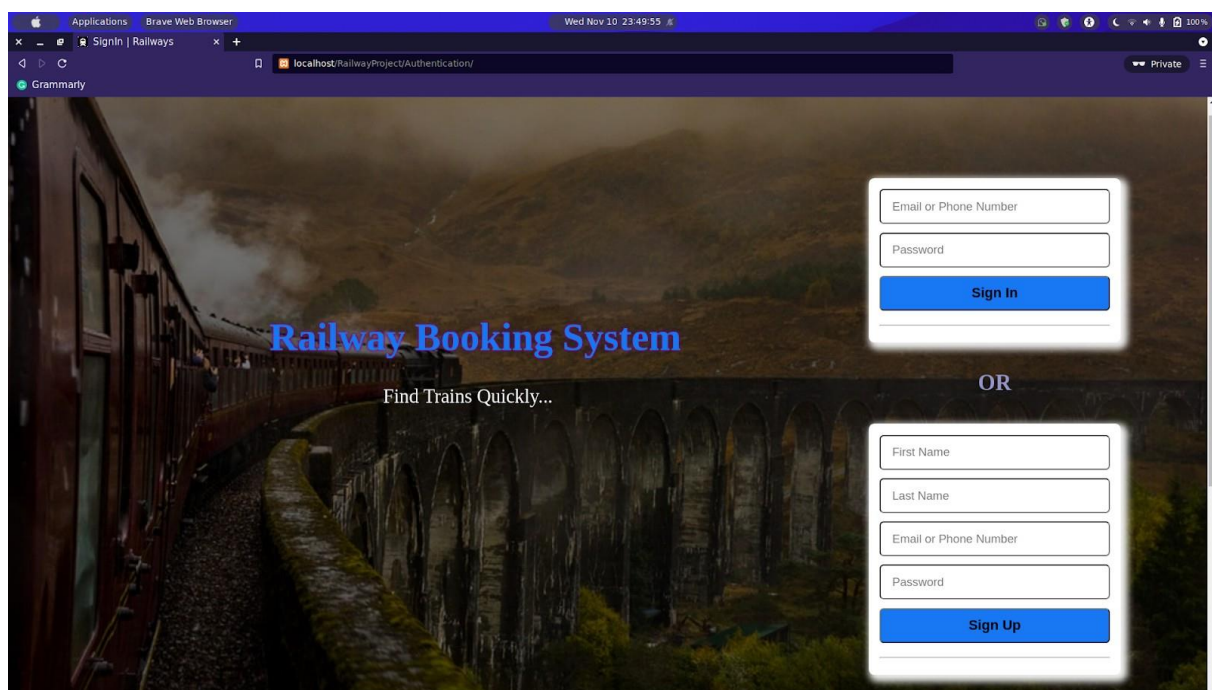 Applications Brave Web Browser Wed Nov 10 23:49:55 100%
SignIn | Railways
localhost/RailwayProject/Authentication/ Private
Grammarly
Email or Phone Number
Password
Sign In
Railway Booking System
Find Trains Quickly...
OR
First Name
Last Name
Email or Phone Number
Password
Sign Up